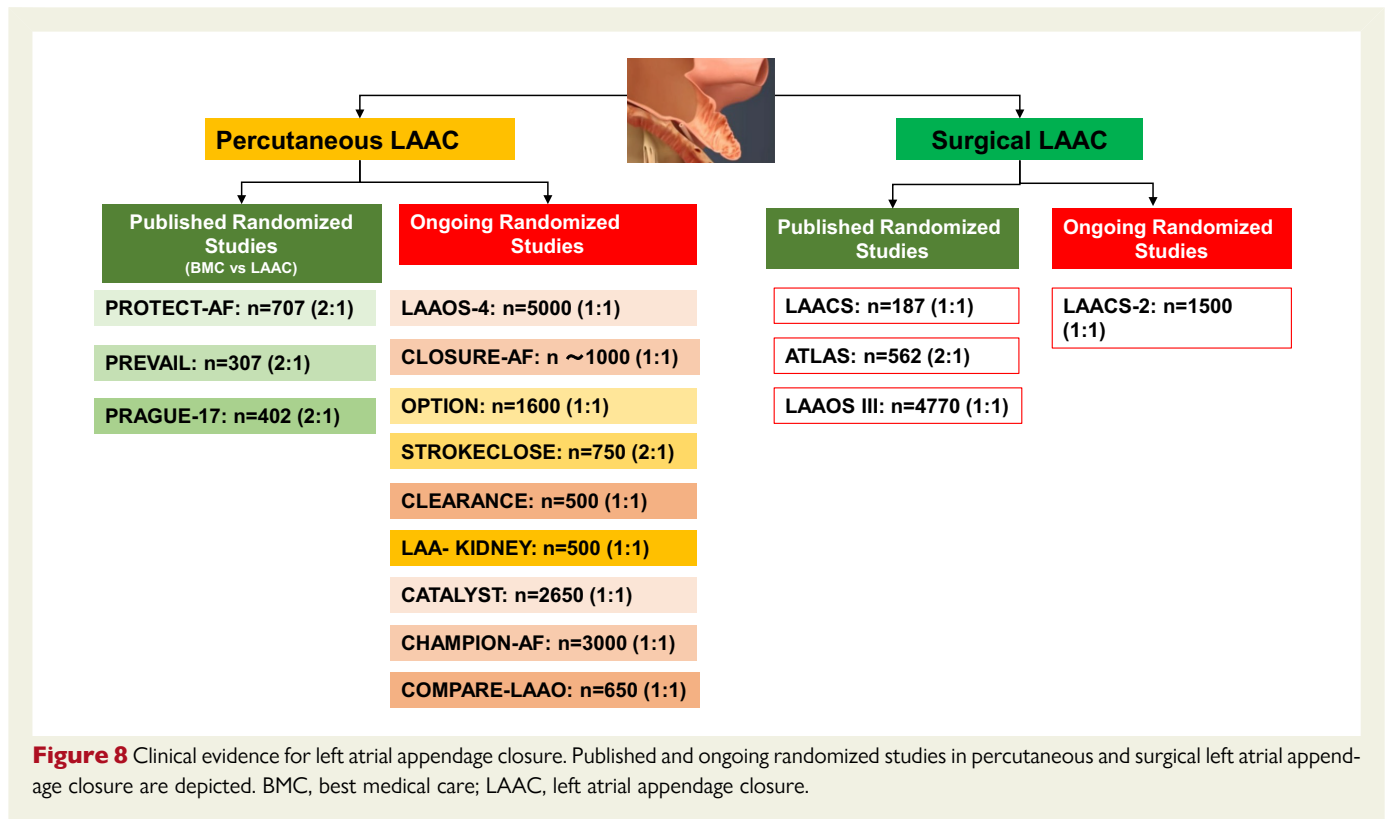 Percutaneous LAAC
Surgical LAAC
Published Randomized
Studies
(BMC vs LAAC)
PROTECT-AF: n=707 (2:1)
PREVAIL: n=307 (2:1)
PRAGUE-17: n=402 (2:1)
Ongoing Randomized
Studies
LAAOS-4: n=5000 (1:1)
CLOSURE-AF: n ～1000 (1:1)
OPTION: n=1600 (1:1)
STROKECLOSE: n=750 (2:1)
CLEARANCE: n=500 (1:1)
LAA- KIDNEY: n=500 (1:1)
CATALYST: n=2650 (1:1)
CHAMPION-AF: n=3000 (1:1)
COMPARE-LAAO: n=650 (1:1)
Published Randomized
Studies
LAACS: n=187 (1:1)
ATLAS: n=562 (2:1)
LAAOS III: n=4770 (1:1)
Ongoing Randomized
Studies
LAACS-2: n=1500
(1:1)
Figure 8 Clinical evidence for left atrial appendage closure. Published and ongoing randomized studies in percutaneous and surgical left atrial append-
age closure are depicted. BMC, best medical care; LAAC, left atrial appendage closure.